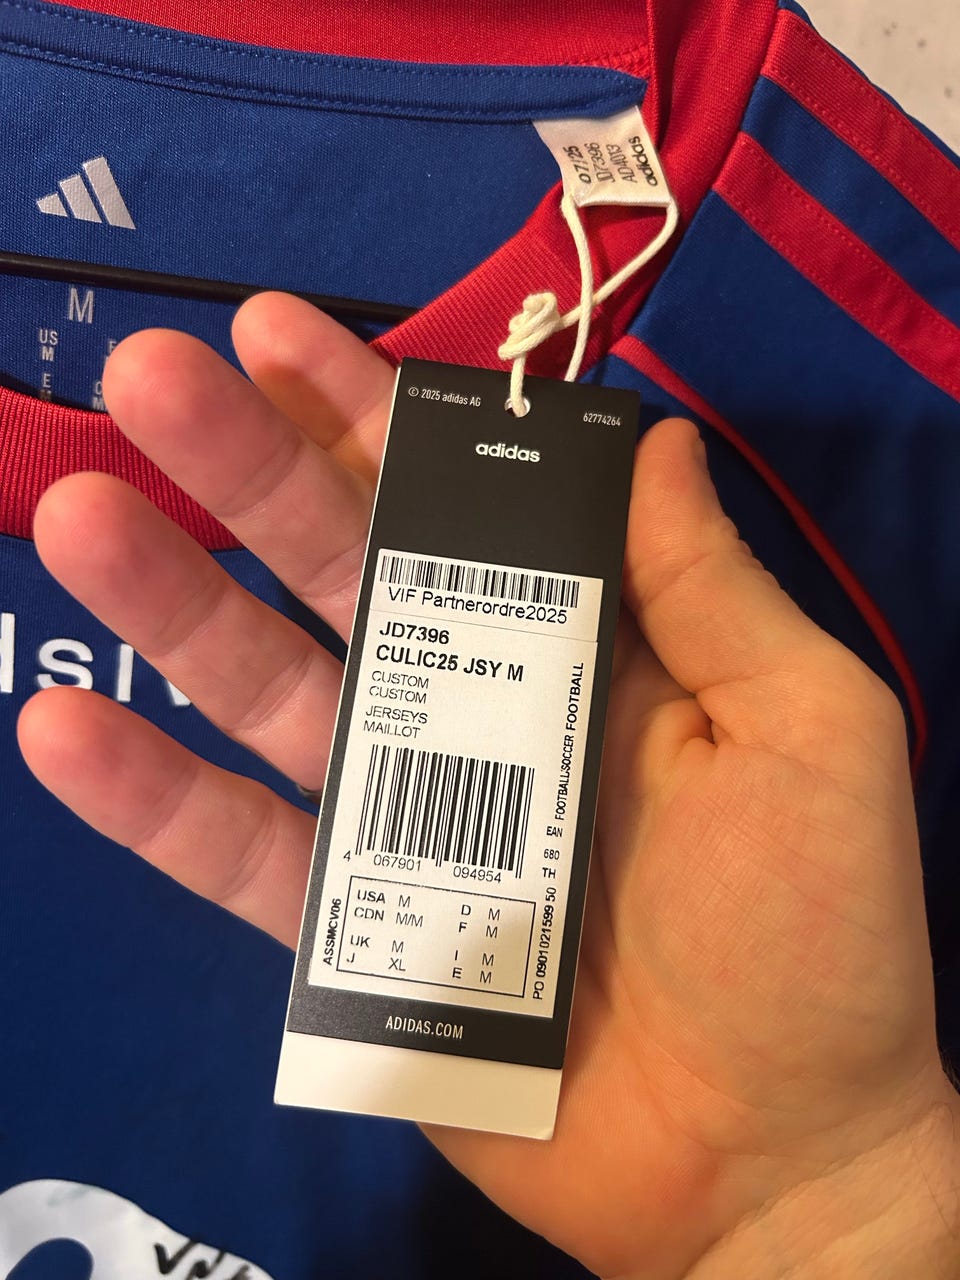 07/25
JD7396
AD4013
adidas
M
US
M
E
© 2025 adidas AG
62774264
adidas
VIF Partnerordre2025
JD7396
CULIC25 JSY M
CUSTOM
CUSTOM
JERSEYS
MAILLOT
FOOTBALL/SOCCER FOOTBALL
4 067901 094954
EAN
680
TH
USA M D M
CDN M/M F M
UK M I M
J XL E M
ASSMCV06
PO 0901021599 50
ADIDAS.COM